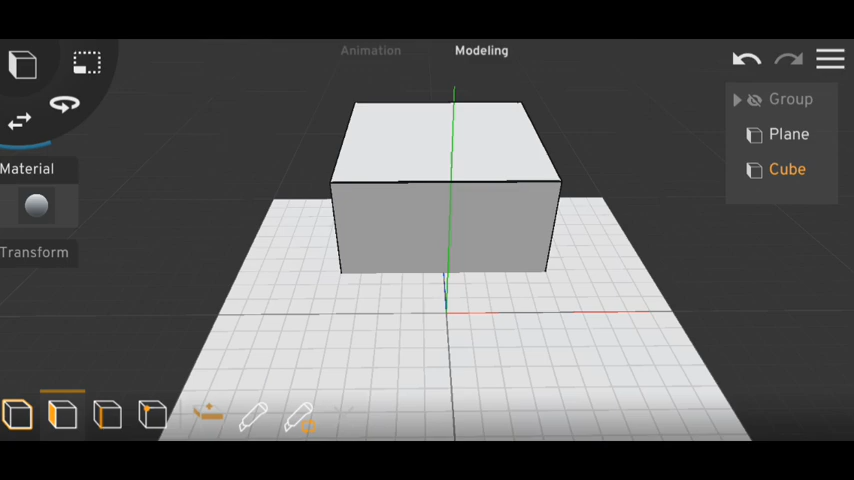 Animation
Modeling
Group
Plane
Cube
Material
Transform